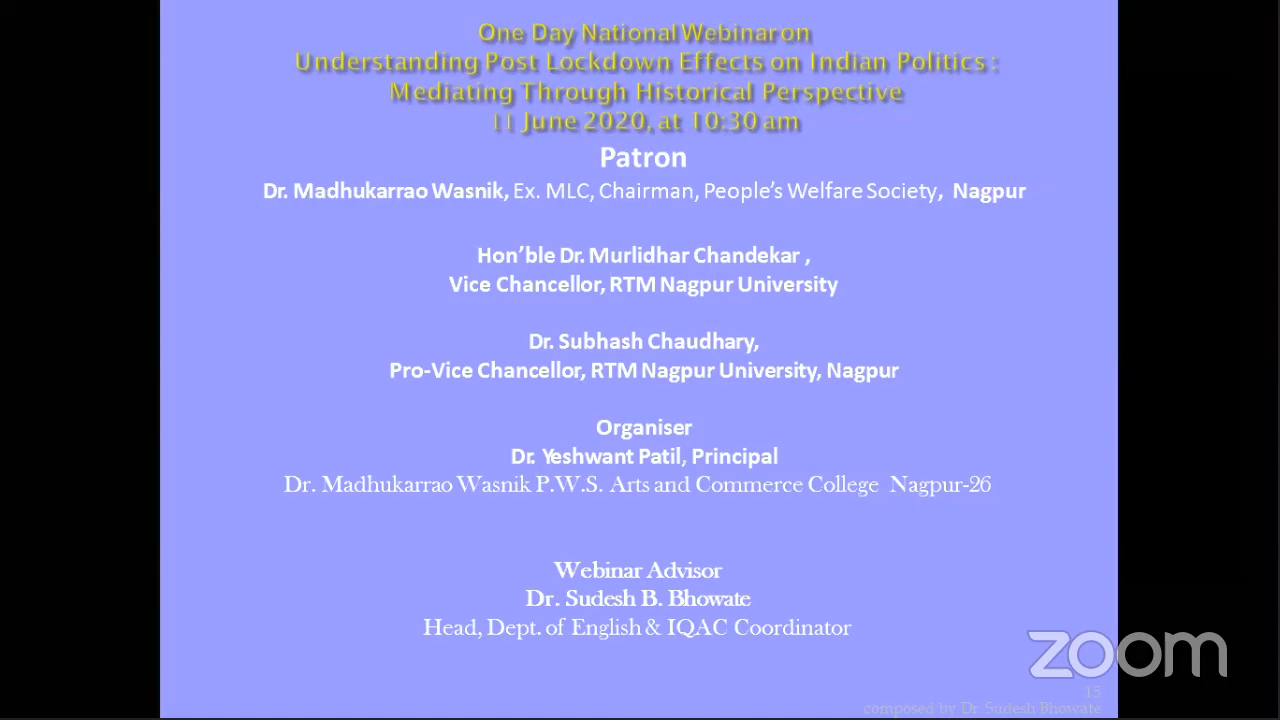 One Day National Webinar on
Understanding Post Lockdown Effects on Indian Politics :
Mediating Through Historical Perspective
11 June 2020, at 10:30 am
Patron
Dr. Madhukarrao Wasnik, Ex. MLC, Chairman, People’s Welfare Society, Nagpur
Hon’ble Dr. Murlidhar Chandekar ,
Vice Chancellor, RTM Nagpur University
Dr. Subhash Chaudhary,
Pro-Vice Chancellor, RTM Nagpur University, Nagpur
Organiser
Dr. Yeshwant Patil, Principal
Dr. Madhukarrao Wasnik P.W.S. Arts and Commerce College Nagpur-26
Webinar Advisor
Dr. Sudesh B. Bhowate
Head, Dept. of English & IQAC Coordinator
zoom
15
composed by Dr. Sudesh Bhowate